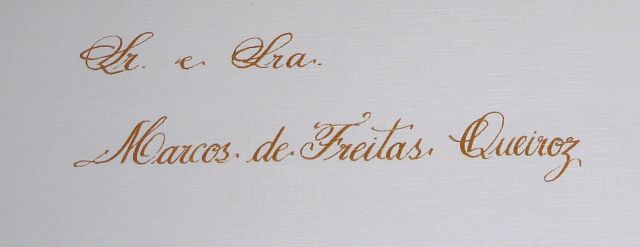 Sr. e Sra.
Marcos de Freitas Queiroz